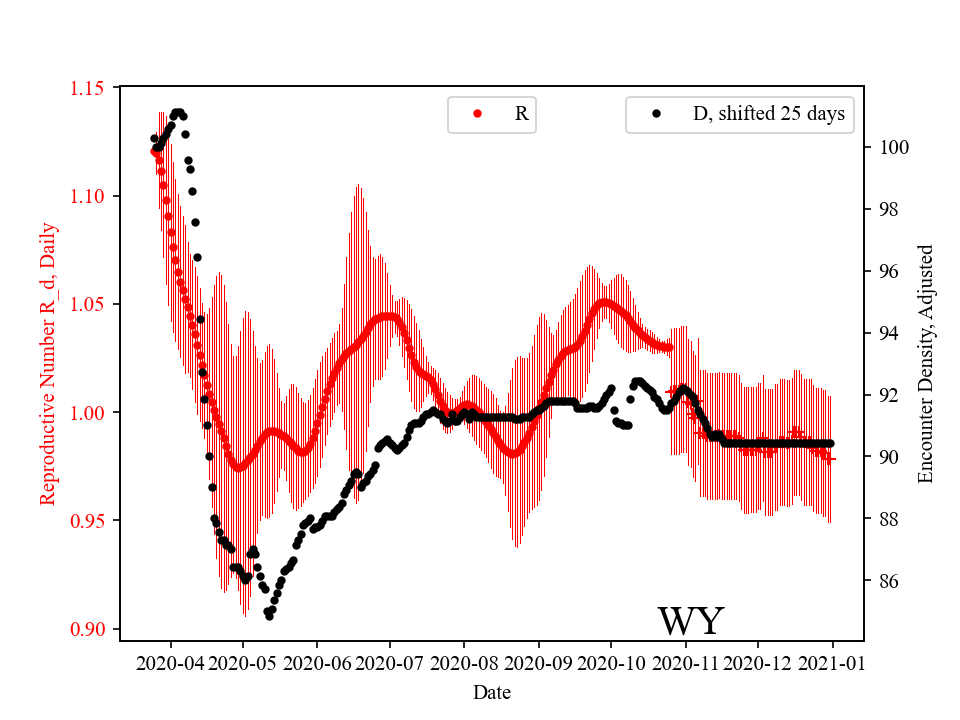 R
D, shifted 25 days
1.15
1.10
1.05
1.00
0.95
0.90
Reproductive Number R_d, Daily
100
98
96
94
92
90
88
86
Encounter Density, Adjusted
WY
2020-04 2020-05 2020-06 2020-07 2020-08 2020-09 2020-10 2020-11 2020-12 2021-01
Date